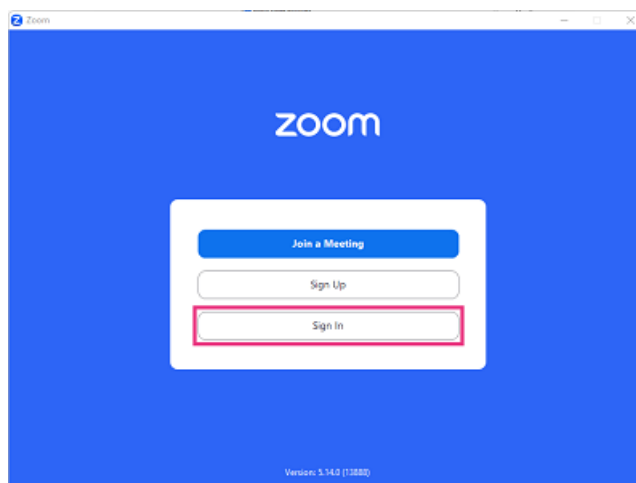 Zoom
zoom
Join a Meeting
Sign Up
Sign In
Version: 5.14.0 (13888)